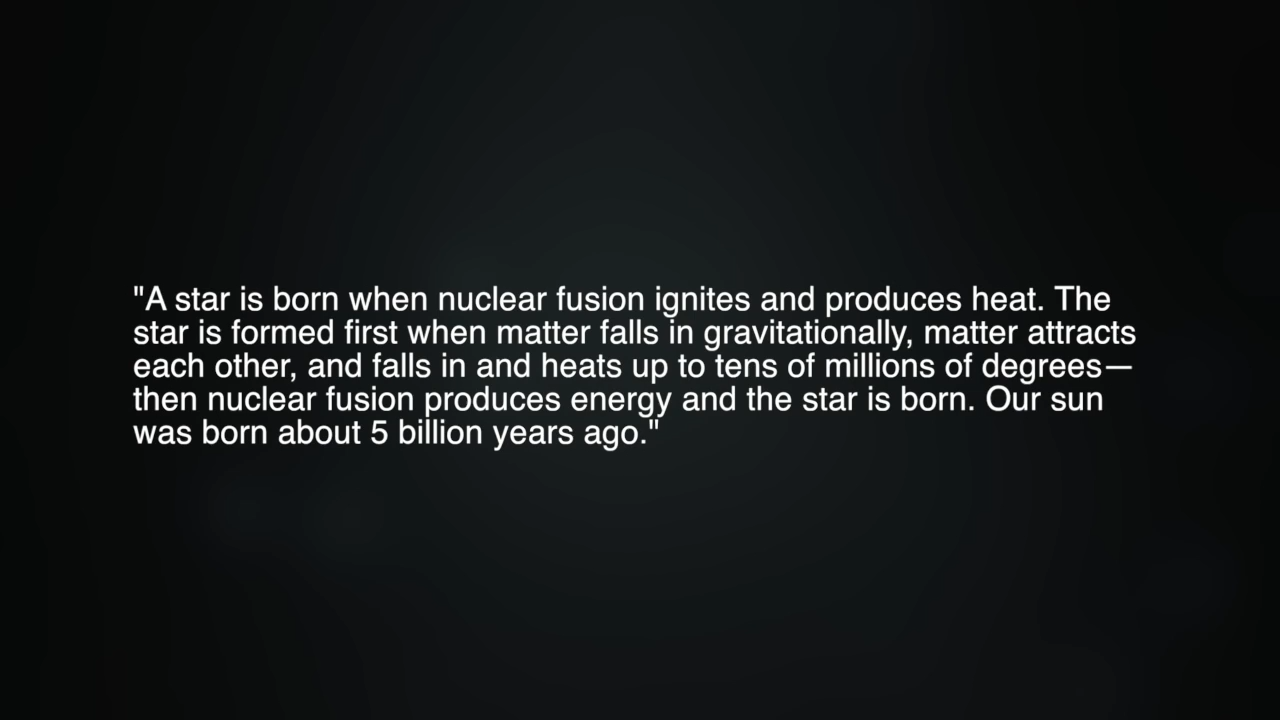 "A star is born when nuclear fusion ignites and produces heat. The
star is formed first when matter falls in gravitationally, matter attracts
each other, and falls in and heats up to tens of millions of degrees—
then nuclear fusion produces energy and the star is born. Our sun
was born about 5 billion years ago."